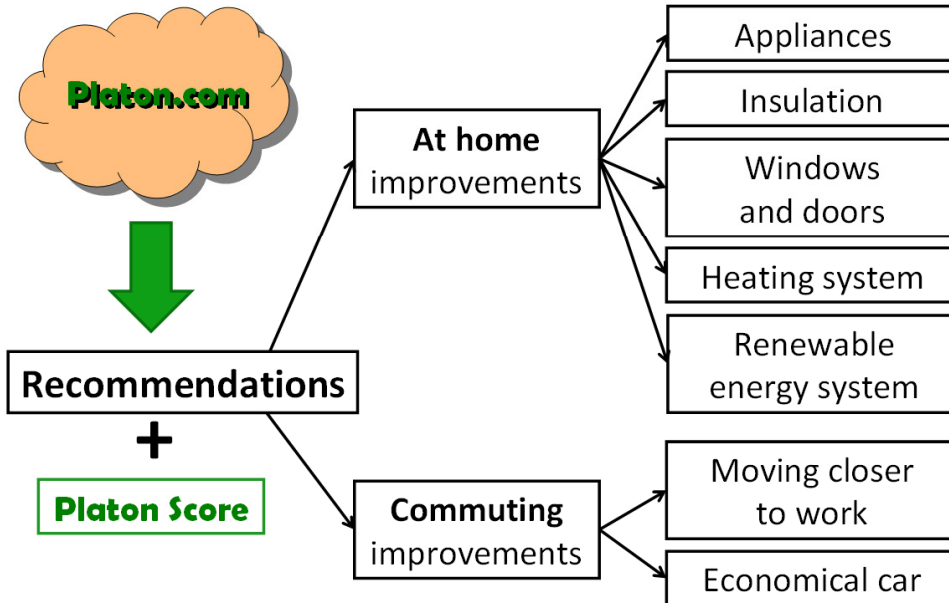 Platon.com
Recommendations
+
Platon Score
At home
improvements
Commuting
improvements
Appliances
Insulation
Windows
and doors
Heating system
Renewable
energy system
Moving closer
to work
Economical car